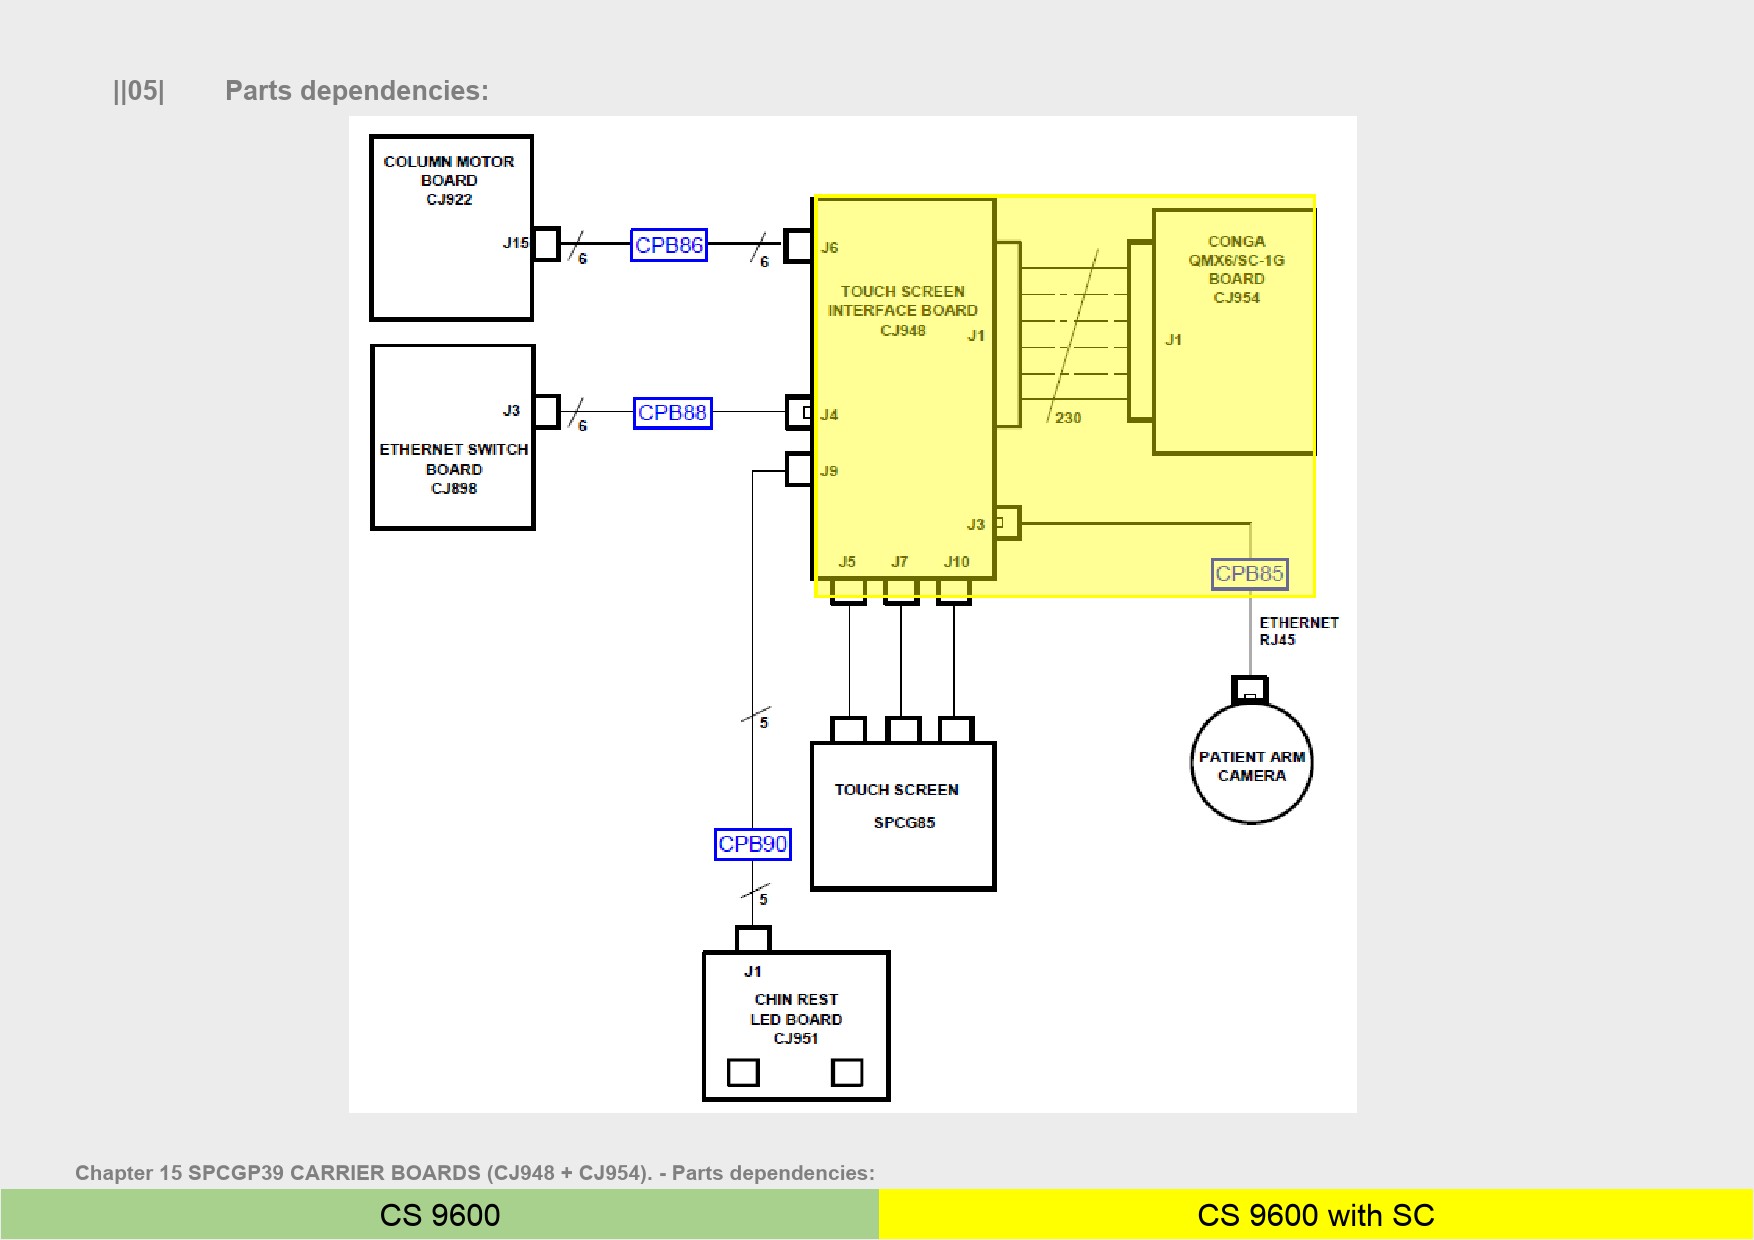 ||05| Parts dependencies:
COLUMN MOTOR
BOARD
CJ922
J15
6
CPB86
6
J6
TOUCH SCREEN
INTERFACE BOARD
CJ948
J1
CONGA
QMX6/SC-1G
BOARD
CJ954
J1
230
J3
6
CPB88
J4
ETHERNET SWITCH
BOARD
CJ898
J9
J3
J5 J7 J10
CPB85
ETHERNET
RJ45
5
PATIENT ARM
CAMERA
TOUCH SCREEN
SPCG85
CPB90
5
J1
CHIN REST
LED BOARD
CJ951
Chapter 15 SPCGP39 CARRIER BOARDS (CJ948 + CJ954). - Parts dependencies:
CS 9600
CS 9600 with SC